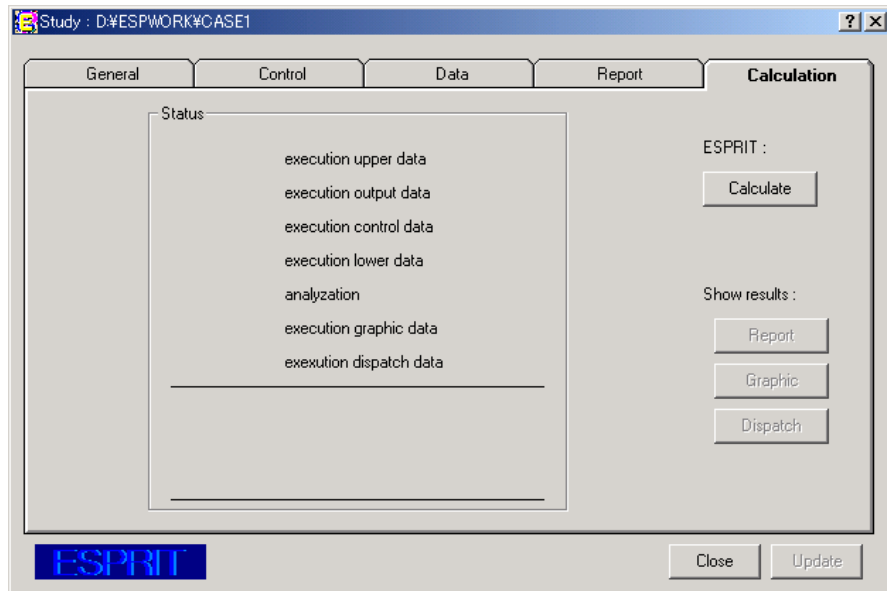 Study : D:¥ESPWORK¥CASE1
?
General
Control
Data
Report
Calculation
Status
execution upper data
execution output data
execution control data
execution lower data
analyzation
execution graphic data
exexution dispatch data
ESPRIT :
Calculate
Show results :
Report
Graphic
Dispatch
ESPRIT
Close
Update